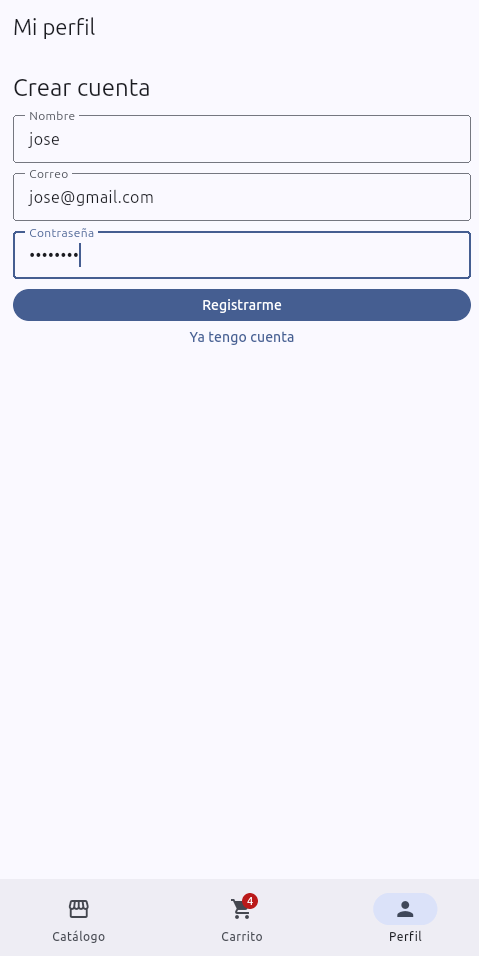 Mi perfil
Crear cuenta
Nombre
jose
Correo
jose@gmail.com
Contraseña
••••••••
Registrarme
Ya tengo cuenta
4
Catálogo
Carrito
Perfil